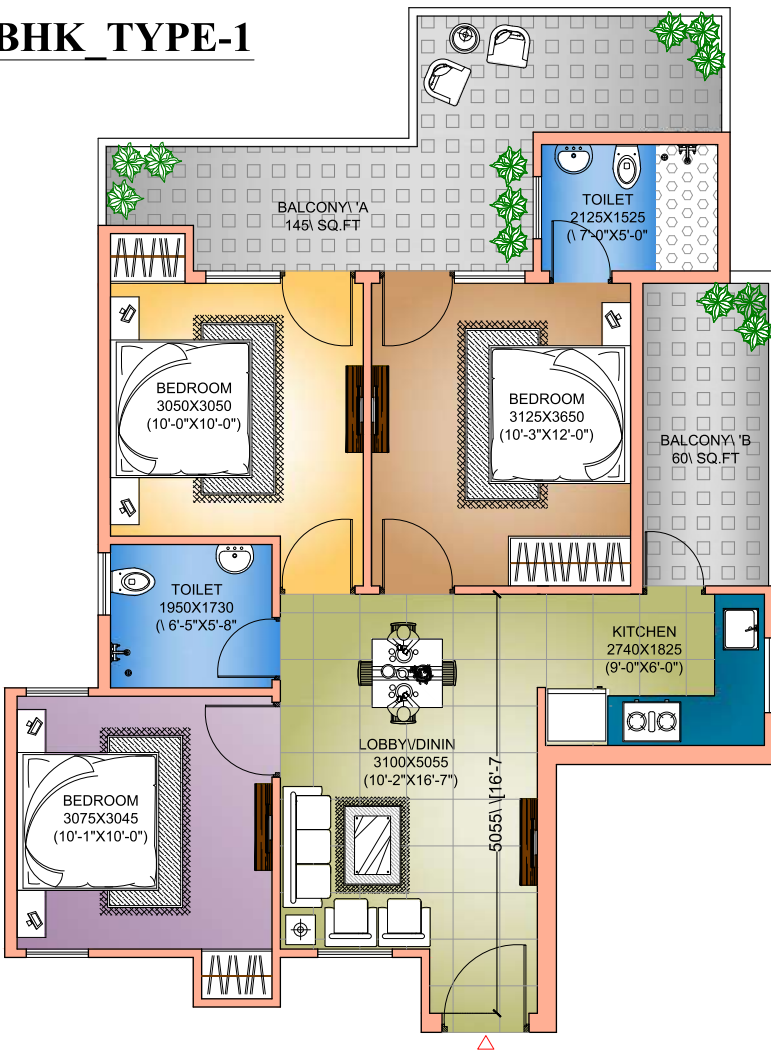 BHK_TYPE-1
BALCONY\ 'A
145\ SQ.FT
TOILET
2125X1525
(\ 7'-0"X5'-0"
BEDROOM
3050X3050
(10'-0"X10'-0")
BEDROOM
3125X3650
(10'-3"X12'-0")
BALCONY\ 'B
60\ SQ.FT
TOILET
1950X1730
(\ 6'-5"X5'-8"
KITCHEN
2740X1825
(9'-0"X6'-0")
LOBBY\/DININ
3100X5055
(10'-2"X16'-7")
5055\ \[16'-7
BEDROOM
3075X3045
(10'-1"X10'-0")